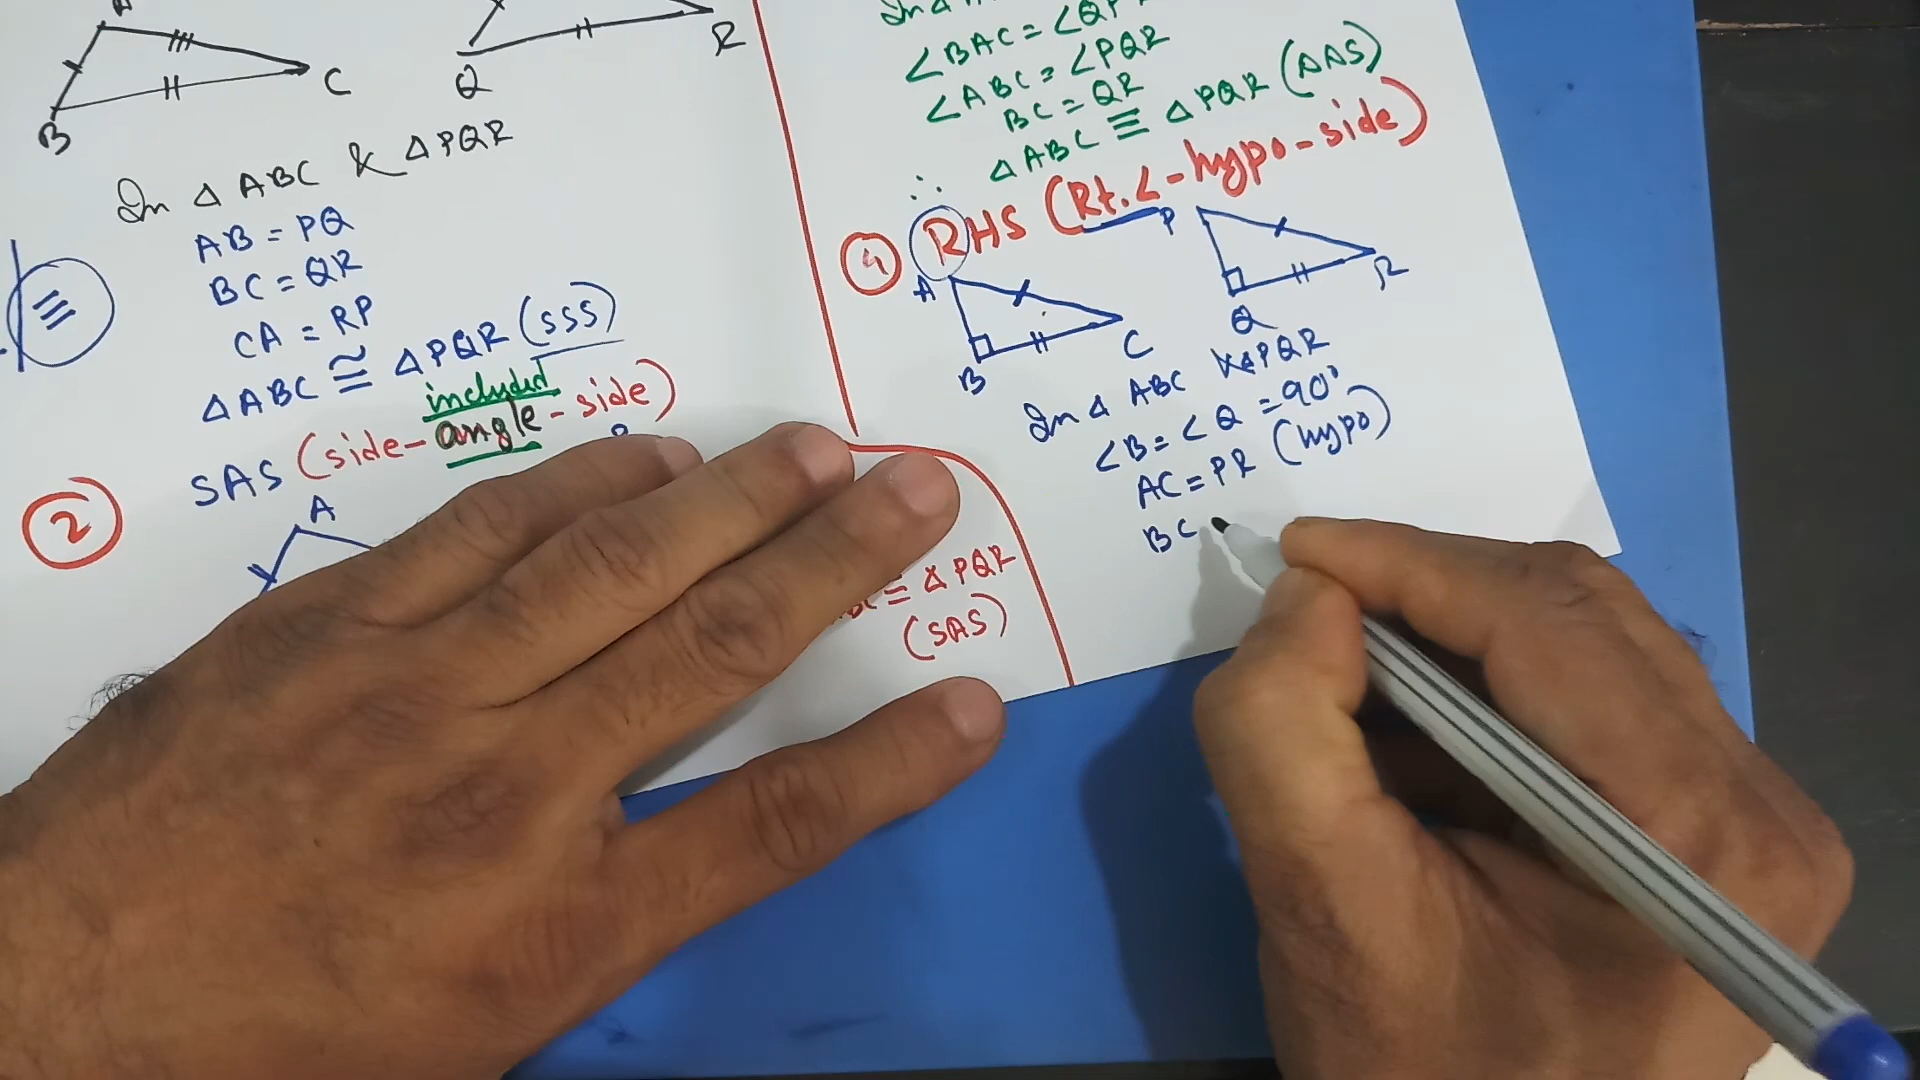 B
C
Q
R
In △ ABC & △ PQR
AB = PQ
BC = QR
CA = RP
≡
△ ABC ≅ △ PQR (SSS)
included
② SAS (side-angle-side)
A
≅ △ PQR
(SAS)
In △
∠BAC = ∠QP
∠ABC = ∠PQR
BC = QR
∴ △ ABC ≡ △ PQR (AAS)
④ RHS (Rt.∠-hypo-side)
A
B
C
P
Q
R
In △ ABC & △ PQR
∠B = ∠Q = 90°
AC = PR (hypo)
BC